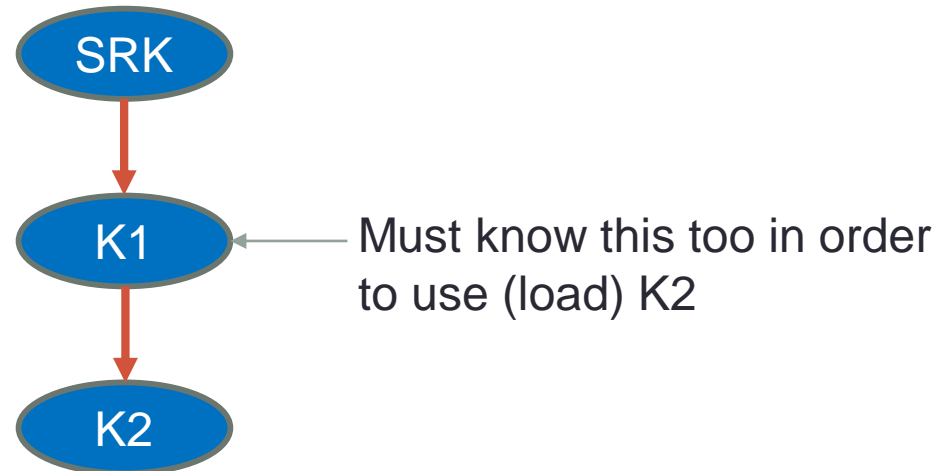 SRK
K1
Must know this too in order
to use (load) K2
K2